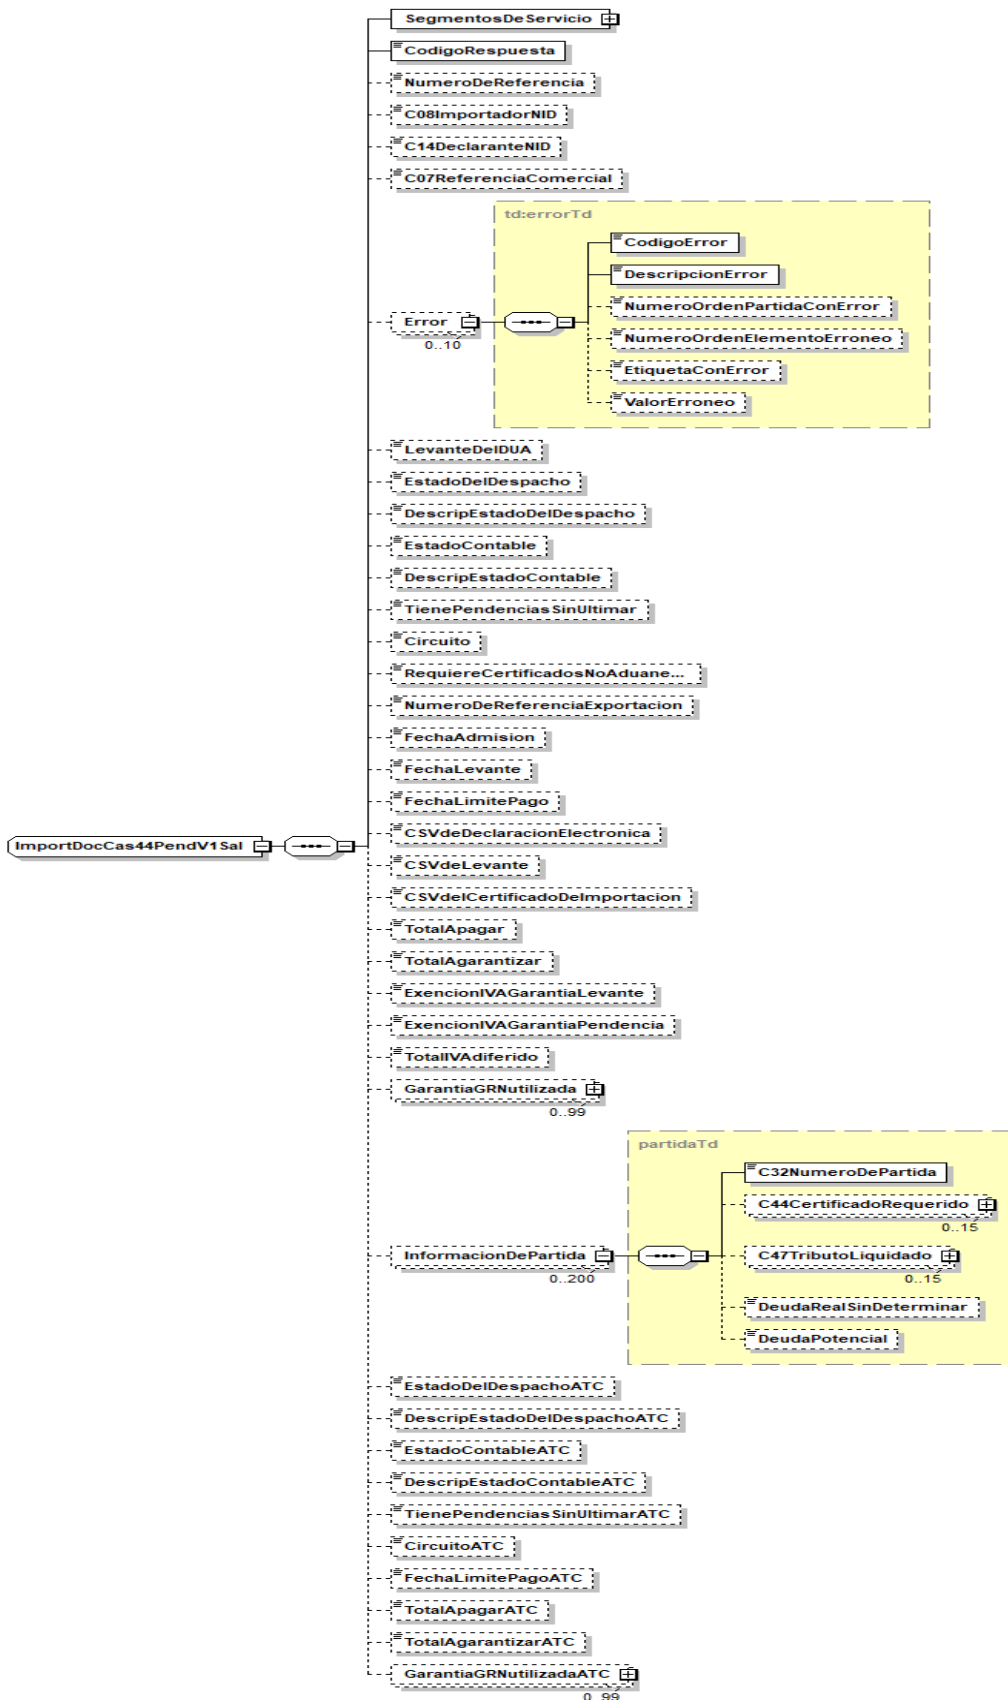 SegmentosDeServicio
CodigoRespuesta
NumeroDeReferencia
C08ImportadorNID
C14DeclaranteNID
C07ReferenciaComercial
td:errorTd
CodigoError
DescripcionError
NumeroOrdenPartidaConError
Error
0..10
NumeroOrdenElementoErroneo
EtiquetaConError
ValorErroneo
LevanteDelDUA
EstadoDelDespacho
DescripEstadoDelDespacho
EstadoContable
DescripEstadoContable
TienePendenciasSinUltimar
Circuito
RequiereCertificadosNoAduane...
NumeroDeReferenciaExportacion
FechaAdmision
FechaLevante
FechaLimitePago
CSVdeDeclaracionElectronica
ImportDocCas44PendV1Sal
CSVdeLevante
CSVdelCertificadoDeImportacion
TotalApagar
TotalAgarantizar
ExencionIVAGarantiaLevante
ExencionIVAGarantiaPendencia
TotalIVAdiferido
GarantiaGRNutilizada
0..99
partidaTd
C32NumeroDePartida
C44CertificadoRequerido
0..15
InformacionDePartida
0..200
C47TributoLiquidado
0..15
DeudaRealSinDeterminar
DeudaPotencial
EstadoDelDespachoATC
DescripEstadoDelDespachoATC
EstadoContableATC
DescripEstadoContableATC
TienePendenciasSinUltimarATC
CircuitoATC
FechaLimitePagoATC
TotalApagarATC
TotalAgarantizarATC
GarantiaGRNutilizadaATC
0..99